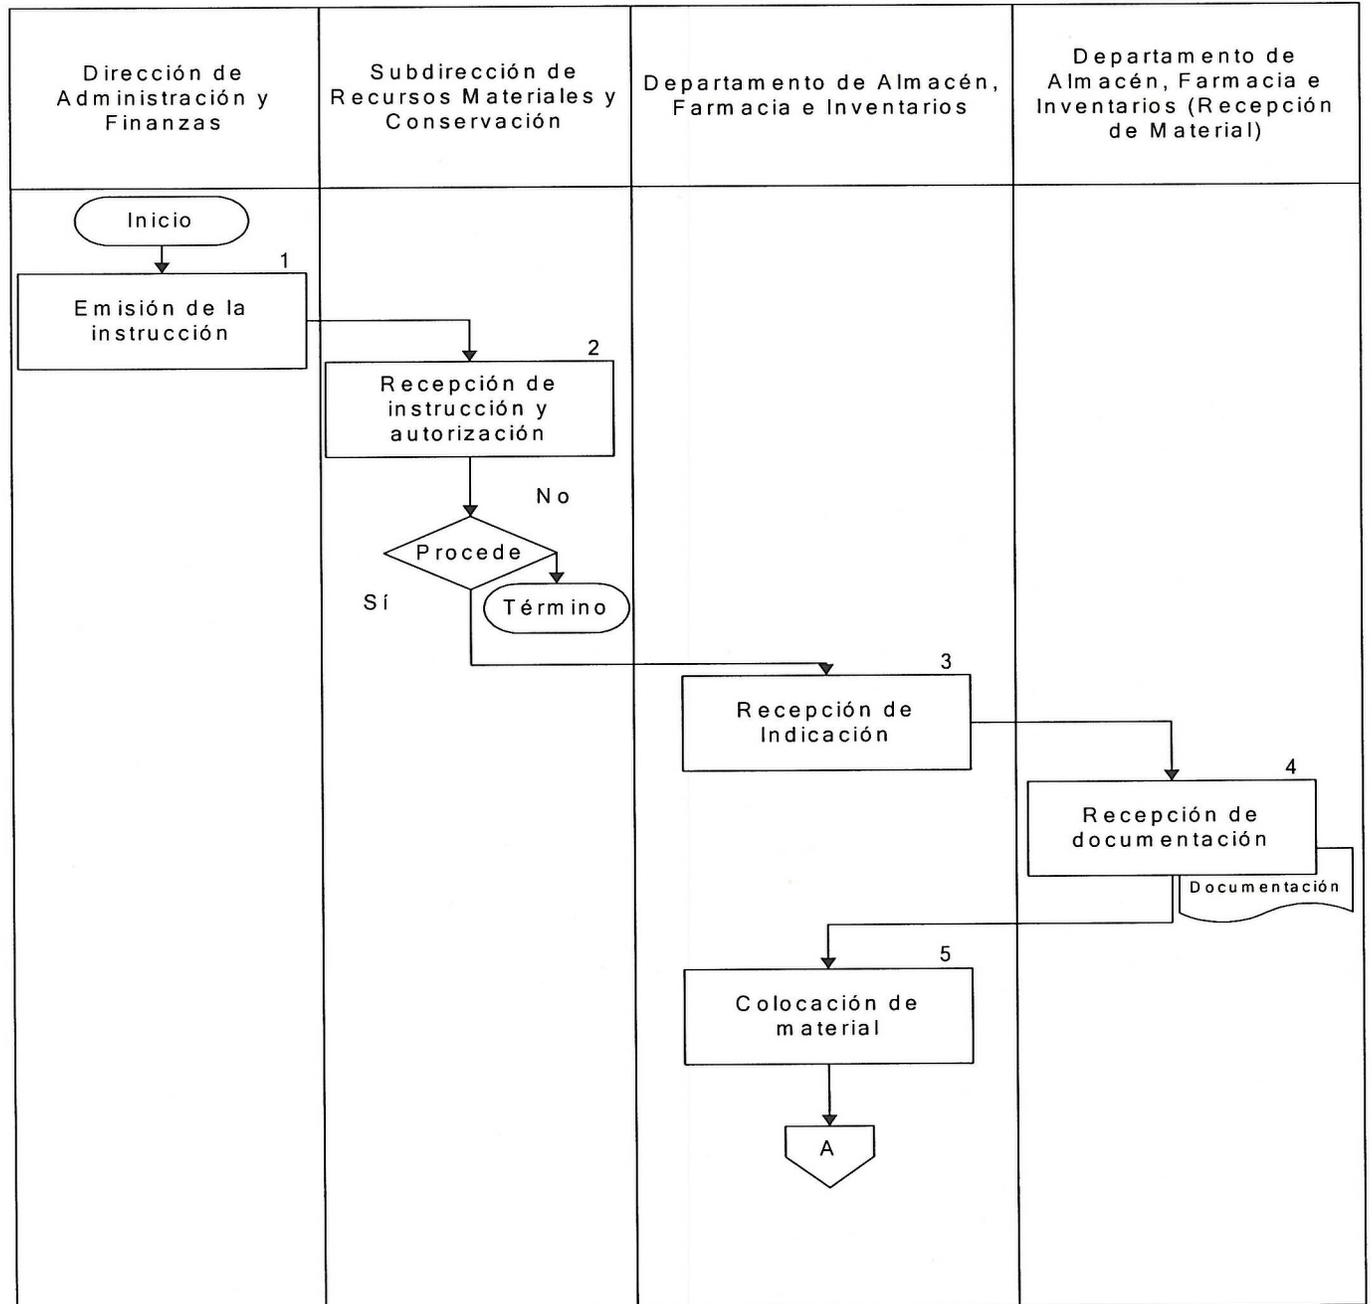 Dirección de
Administración y
Finanzas
Subdirección de
Recursos Materiales y
Conservación
Departamento de Almacén,
Farmacia e Inventarios
Departamento de
Almacén, Farmacia e
Inventarios (Recepción
de Material)
Inicio
1
Emisión de la
instrucción
2
Recepción de
instrucción y
autorización
No
Procede
Sí
Término
3
Recepción de
Indicación
4
Recepción de
documentación
Documentación
5
Colocación de
material
A